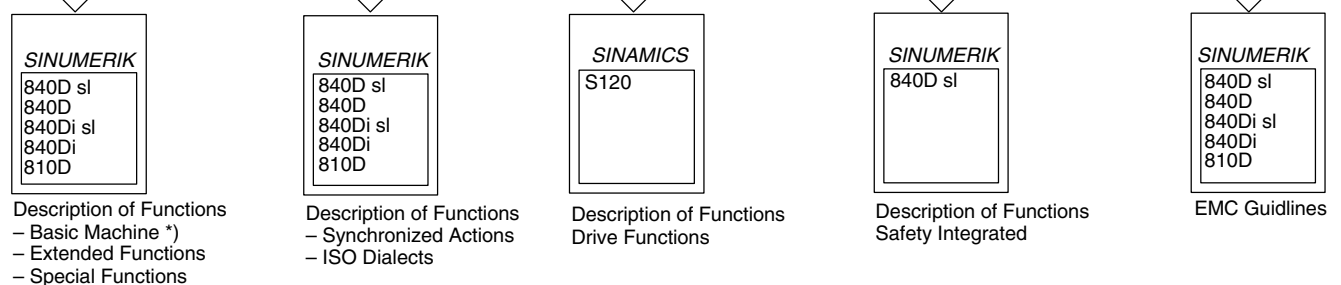 SINUMERIK
840D sl
840D
840Di sl
840Di
810D
Description of Functions
– Basic Machine *)
– Extended Functions
– Special Functions
SINUMERIK
840D sl
840D
840Di sl
840Di
810D
Description of Functions
– Synchronized Actions
– ISO Dialects
SINAMICS
S120
Description of Functions
Drive Functions
SINUMERIK
840D sl
Description of Functions
Safety Integrated
SINUMERIK
840D sl
840D
840Di sl
840Di
810D
EMC Guidlines